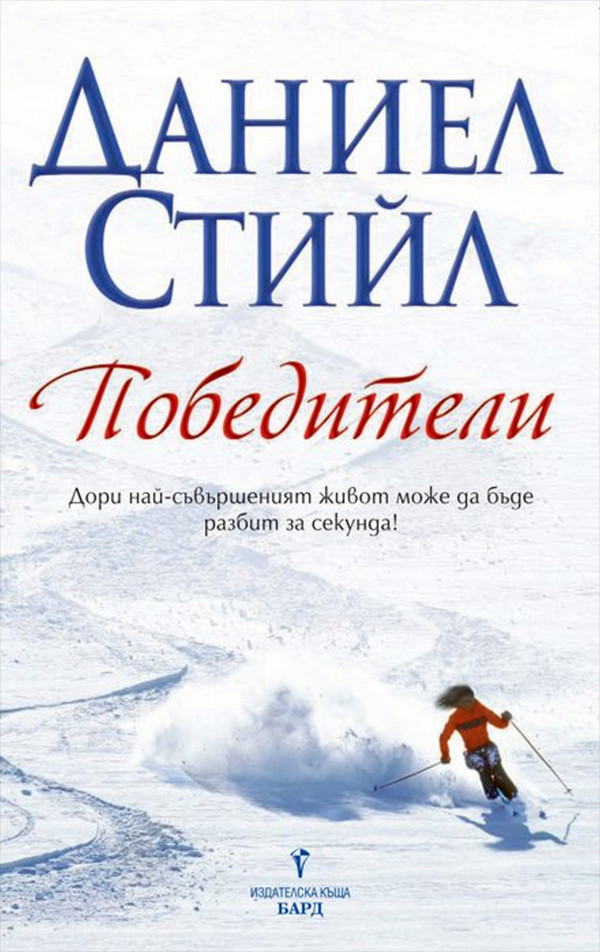 ДАНИЕЛ
СТИЙЛ
Победители
Дори най-съвършеният живот може да бъде
разбит за секунда!
ИЗДАТЕЛСКА КЪЩА
БАРД